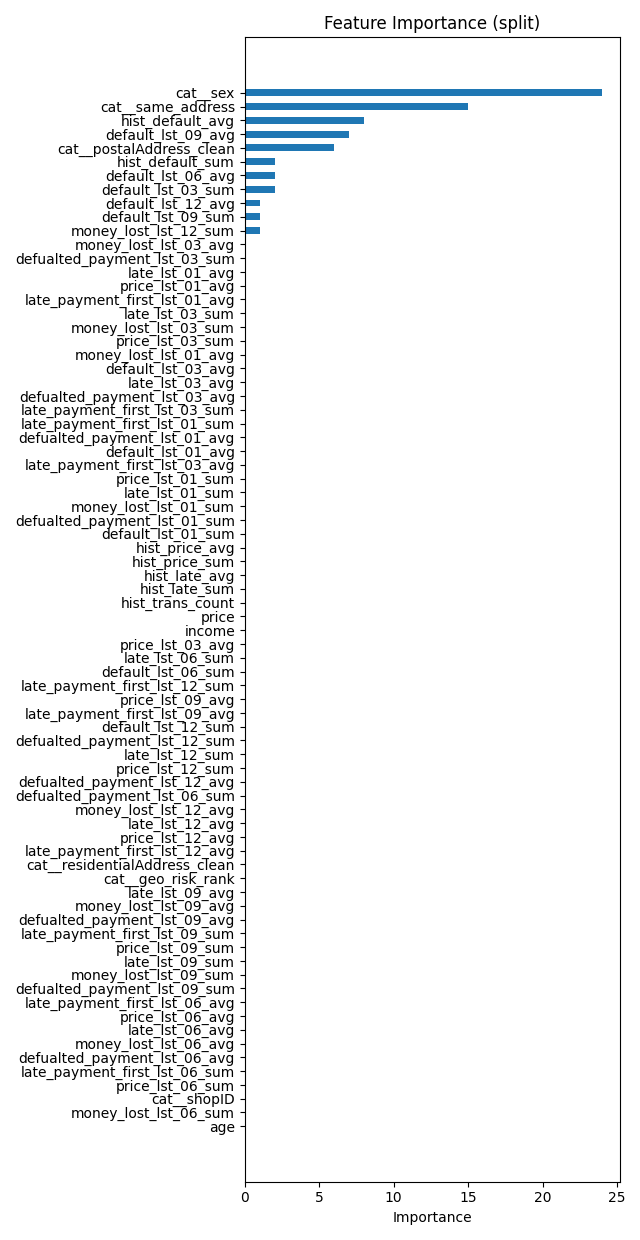 Feature Importance (split)
cat__sex
cat__same_address
hist_default_avg
default_lst_09_avg
cat__postalAddress_clean
hist_default_sum
default_lst_06_avg
default_lst_03_sum
default_lst_12_avg
default_lst_09_sum
money_lost_lst_12_sum
money_lost_lst_03_avg
defualted_payment_lst_03_sum
late_lst_01_avg
price_lst_01_avg
late_payment_first_lst_01_avg
late_lst_03_sum
money_lost_lst_03_sum
price_lst_03_sum
money_lost_lst_01_avg
default_lst_03_avg
late_lst_03_avg
defualted_payment_lst_03_avg
late_payment_first_lst_03_sum
late_payment_first_lst_01_sum
defualted_payment_lst_01_avg
default_lst_01_avg
late_payment_first_lst_03_avg
price_lst_01_sum
late_lst_01_sum
money_lost_lst_01_sum
defualted_payment_lst_01_sum
default_lst_01_sum
hist_price_avg
hist_price_sum
hist_late_avg
hist_late_sum
hist_trans_count
price
income
price_lst_03_avg
late_lst_06_sum
default_lst_06_sum
late_payment_first_lst_12_sum
price_lst_09_avg
late_payment_first_lst_09_avg
default_lst_12_sum
defualted_payment_lst_12_sum
late_lst_12_sum
price_lst_12_sum
defualted_payment_lst_12_avg
defualted_payment_lst_06_sum
money_lost_lst_12_avg
late_lst_12_avg
price_lst_12_avg
late_payment_first_lst_12_avg
cat__residentialAddress_clean
cat__geo_risk_rank
late_lst_09_avg
money_lost_lst_09_avg
defualted_payment_lst_09_avg
late_payment_first_lst_09_sum
price_lst_09_sum
late_lst_09_sum
money_lost_lst_09_sum
defualted_payment_lst_09_sum
late_payment_first_lst_06_avg
price_lst_06_avg
late_lst_06_avg
money_lost_lst_06_avg
defualted_payment_lst_06_avg
late_payment_first_lst_06_sum
price_lst_06_sum
cat__shopID
money_lost_lst_06_sum
age
0 5 10 15 20 25
Importance